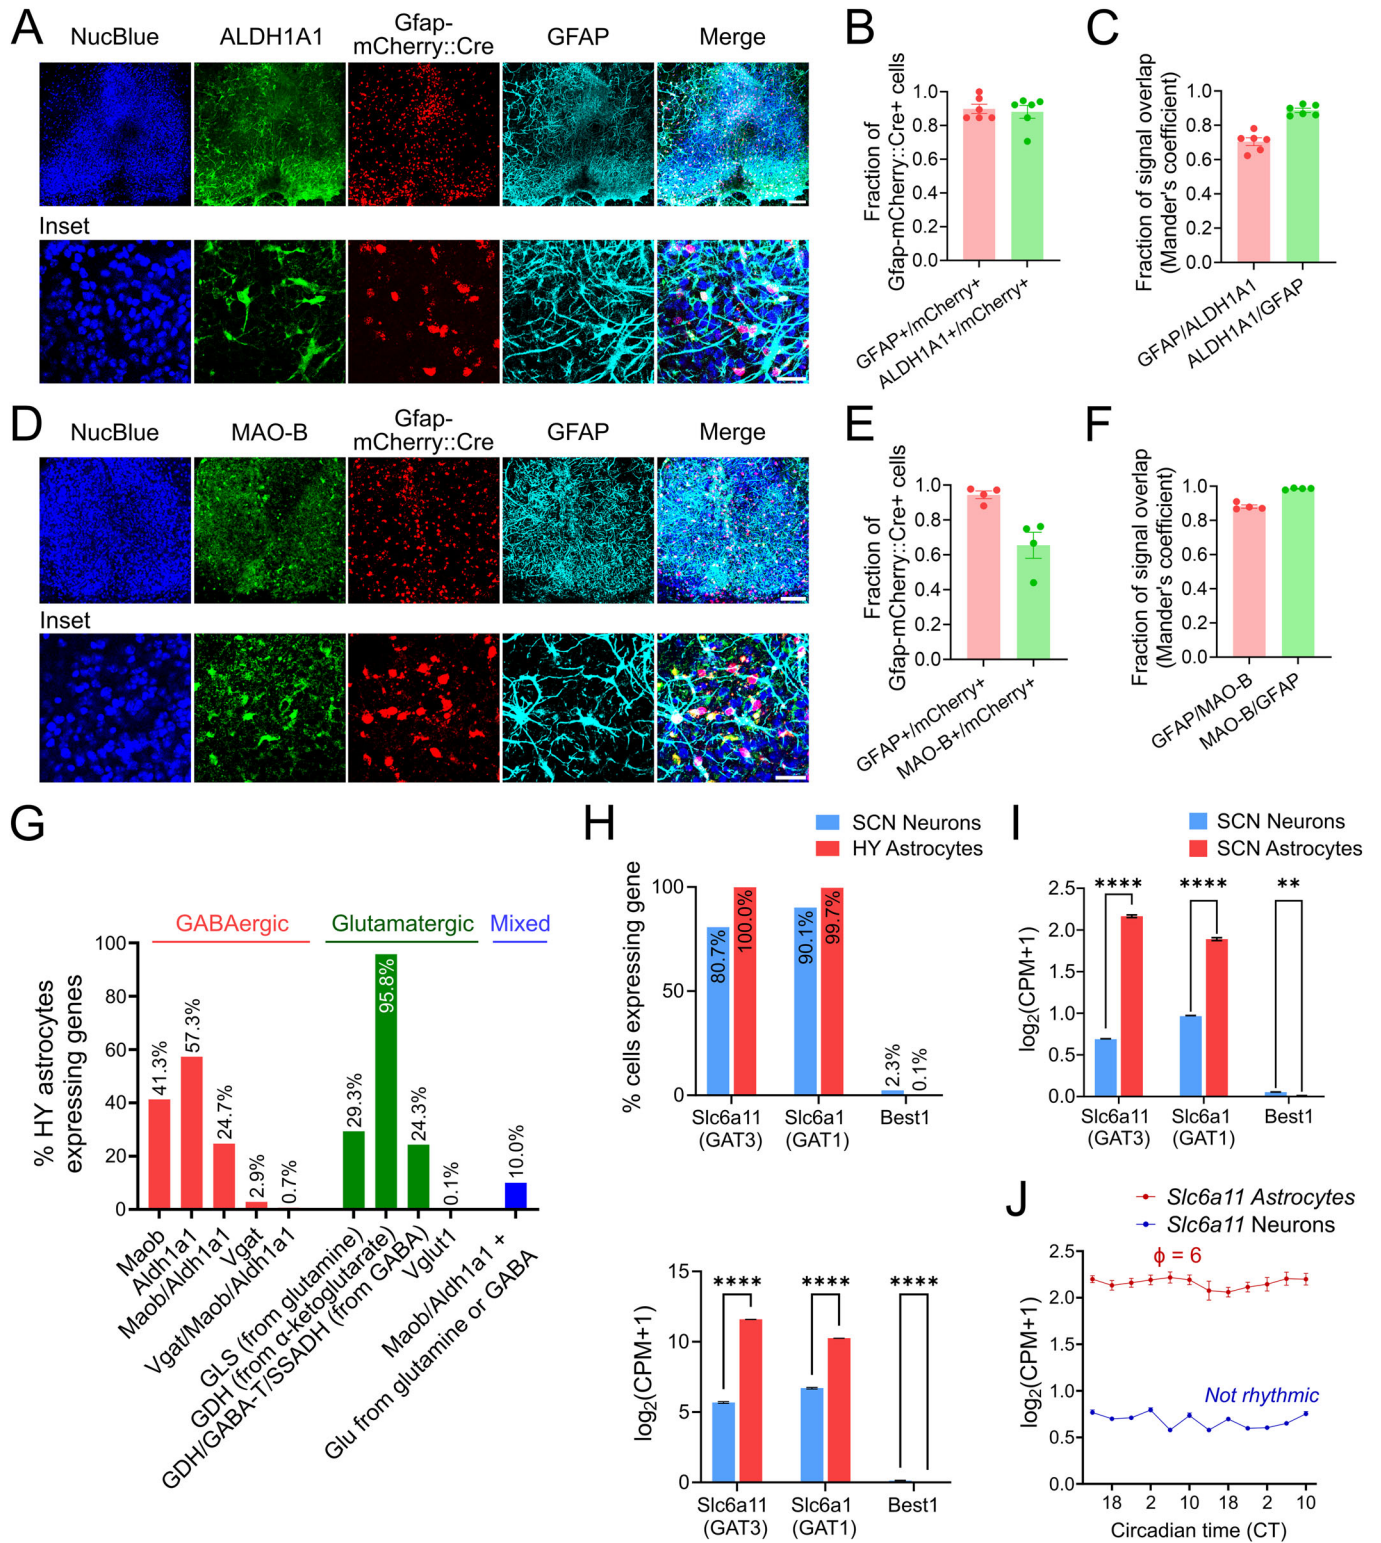 A
NucBlue
ALDH1A1
Gfap-
mCherry::Cre
GFAP
Merge
Inset
B
Fraction of
Gfap-mCherry::Cre+ cells
1.0
0.8
0.6
0.4
0.2
0.0
GFAP+/mCherry+
ALDH1A1+/mCherry+
C
Fraction of signal overlap
(Mander's coefficient)
1.0
0.8
0.6
0.4
0.2
0.0
GFAP/ALDH1A1
ALDH1A1/GFAP
D
NucBlue
MAO-B
Gfap-
mCherry::Cre
GFAP
Merge
Inset
E
Fraction of
Gfap-mCherry::Cre+ cells
1.0
0.8
0.6
0.4
0.2
0.0
GFAP+/mCherry+
MAO-B+/mCherry+
F
Fraction of signal overlap
(Mander's coefficient)
1.0
0.8
0.6
0.4
0.2
0.0
GFAP/MAO-B
MAO-B/GFAP
G
GABAergic
Glutamatergic
Mixed
% HY astrocytes
expressing genes
100
80
60
40
20
0
41.3%
57.3%
24.7%
2.9%
0.7%
29.3%
95.8%
24.3%
0.1%
10.0%
Maob
Aldh1a1
Maob/Aldh1a1
Vgat
Vgat/Maob/Aldh1a1
GLS (from glutamine)
GDH (from α-ketoglutarate)
GDH/GABA-T/SSADH (from GABA)
Vglut1
Maob/Aldh1a1 +
Glu from glutamine or GABA
H
SCN Neurons
HY Astrocytes
% cells expressing gene
100
50
0
80.7%
100.0%
90.1%
99.7%
2.3%
0.1%
Slc6a11
(GAT3)
Slc6a1
(GAT1)
Best1
log2(CPM+1)
15
10
5
0
****
****
****
Slc6a11
(GAT3)
Slc6a1
(GAT1)
Best1
I
SCN Neurons
SCN Astrocytes
log2(CPM+1)
2.5
2.0
1.5
1.0
0.5
0.0
****
****
**
Slc6a11
(GAT3)
Slc6a1
(GAT1)
Best1
J
Slc6a11 Astrocytes
Slc6a11 Neurons
log2(CPM+1)
2.5
2.0
1.5
1.0
0.5
0.0
ϕ = 6
Not rhythmic
18
2
10
18
2
10
Circadian time (CT)